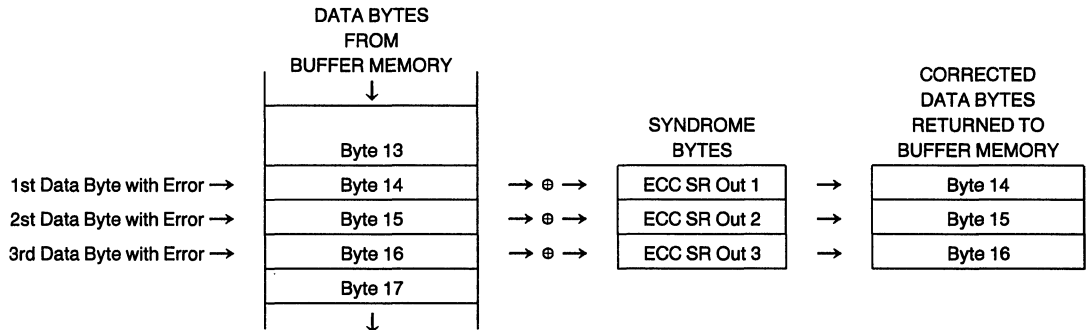 DATA BYTES
FROM
BUFFER MEMORY
↓
CORRECTED
DATA BYTES
RETURNED TO
BUFFER MEMORY
SYNDROME
BYTES
Byte 13
1st Data Byte with Error → Byte 14 → ⊕ → ECC SR Out 1 → Byte 14
2st Data Byte with Error → Byte 15 → ⊕ → ECC SR Out 2 → Byte 15
3rd Data Byte with Error → Byte 16 → ⊕ → ECC SR Out 3 → Byte 16
Byte 17
↓